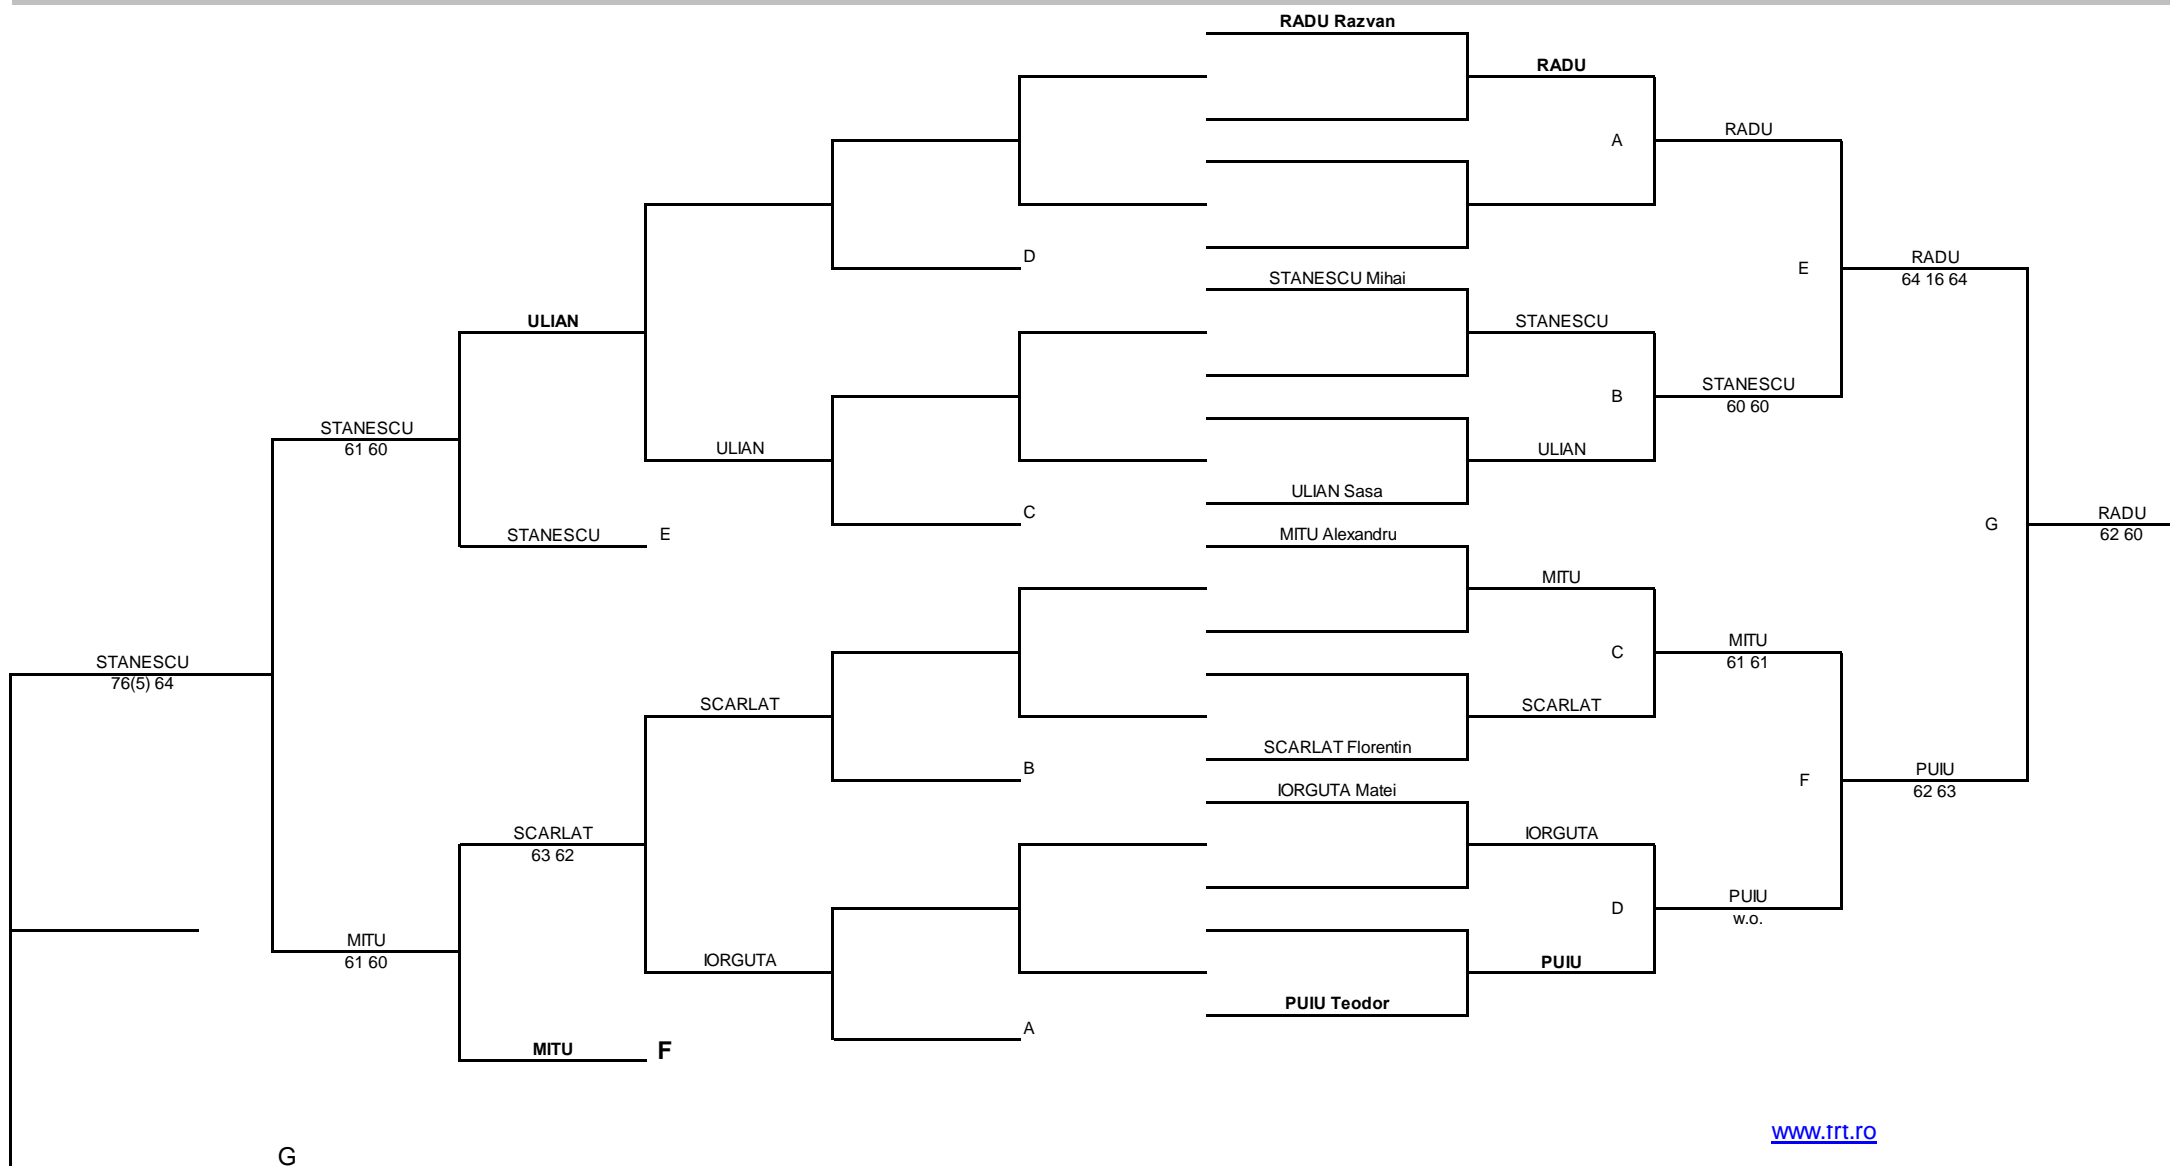 RADU Razvan
RADU
A
RADU
D
STANESCU Mihai
E
RADU
64 16 64
ULIAN
STANESCU
B
STANESCU
60 60
STANESCU
61 60
ULIAN
ULIAN
ULIAN Sasa
C
STANESCU
E
MITU Alexandru
G
RADU
62 60
MITU
C
MITU
61 61
STANESCU
76(5) 64
SCARLAT
SCARLAT
SCARLAT Florentin
B
IORGUTA Matei
F
PUIU
62 63
SCARLAT
63 62
IORGUTA
D
PUIU
w.o.
MITU
61 60
IORGUTA
PUIU
PUIU Teodor
A
MITU
F
www.frt.ro
G